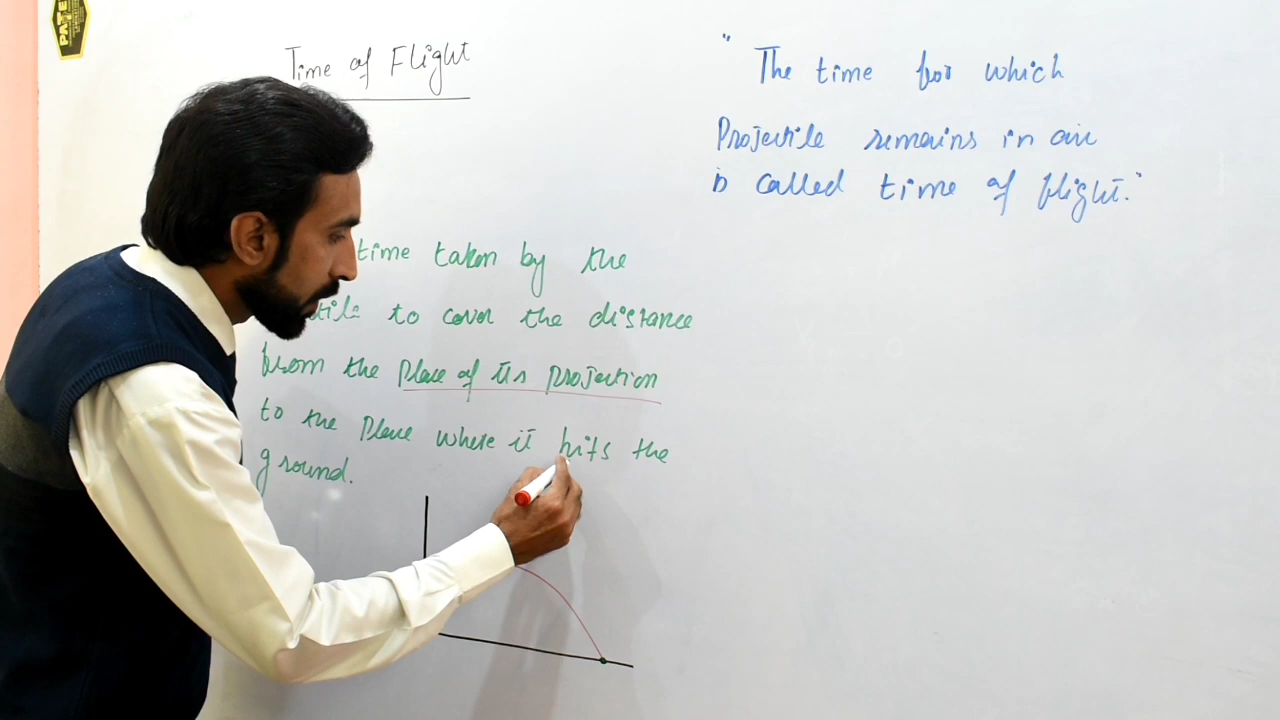 Time of Flight
time taken by the
tile to cover the distance
from the place of its projection
to the place where it hits the
ground.
" The time for which
Projectile remains in air
is called time of flight."
PATEL